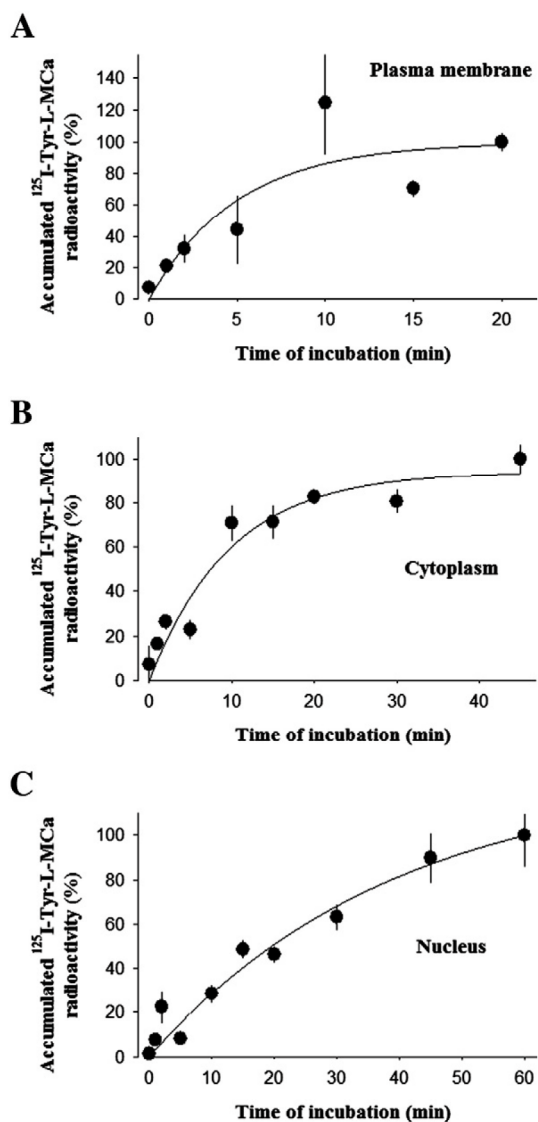 A
Plasma membrane
Accumulated ¹²⁵I-Tyr-L-MCa
radioactivity (%)
140
120
100
80
60
40
20
0
0 5 10 15 20
Time of incubation (min)
B
Accumulated ¹²⁵I-Tyr-L-MCa
radioactivity (%)
100
80
60
40
20
0
Cytoplasm
0 10 20 30 40
Time of incubation (min)
C
Accumulated ¹²⁵I-Tyr-L-MCa
radioactivity (%)
100
80
60
40
20
0
Nucleus
0 10 20 30 40 50 60
Time of incubation (min)